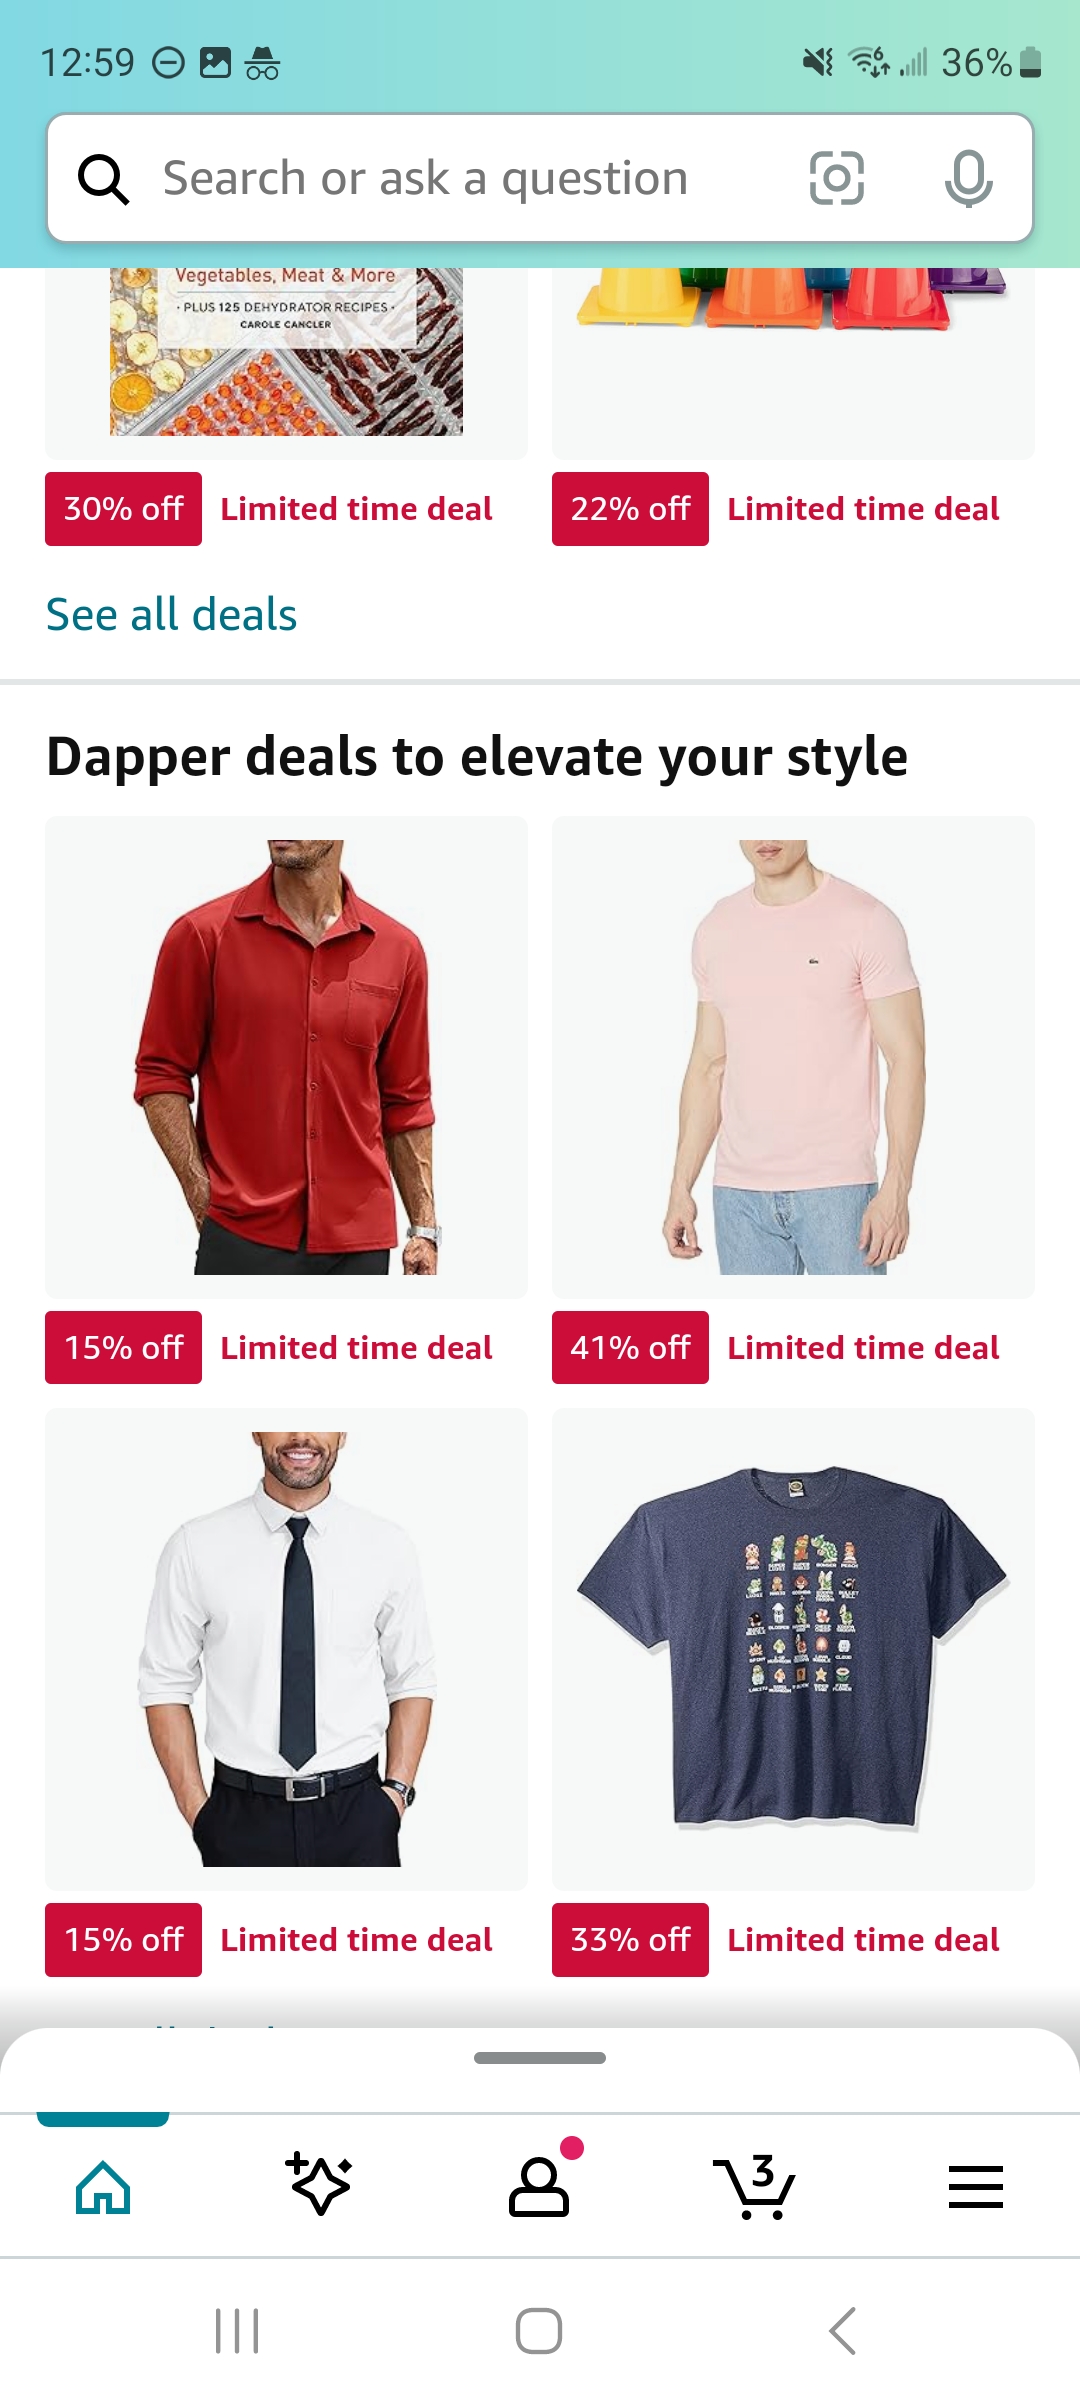 12:59
36%
Search or ask a question
Vegetables, Meat & More
· PLUS 125 DEHYDRATOR RECIPES ·
CAROLE CANCLER
30% off Limited time deal
22% off Limited time deal
See all deals
Dapper deals to elevate your style
15% off Limited time deal
41% off Limited time deal
15% off Limited time deal
33% off Limited time deal
3